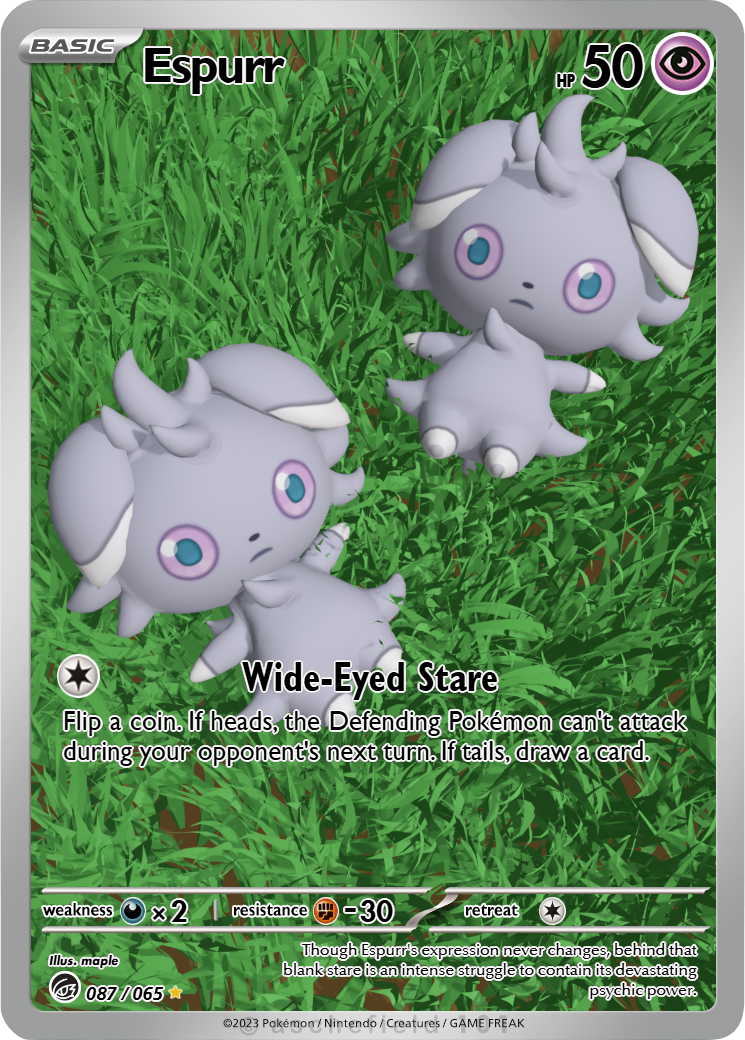 BASIC
Espurr
HP 50
Wide-Eyed Stare
Flip a coin. If heads, the Defending Pokémon can't attack
during your opponent's next turn. If tails, draw a card.
weakness ×2 resistance -30 retreat
Though Espurr's expression never changes, behind that
blank stare is an intense struggle to contain its devastating
psychic power.
Illus. maple
087 / 065
©2023 Pokémon / Nintendo / Creatures / GAME FREAK